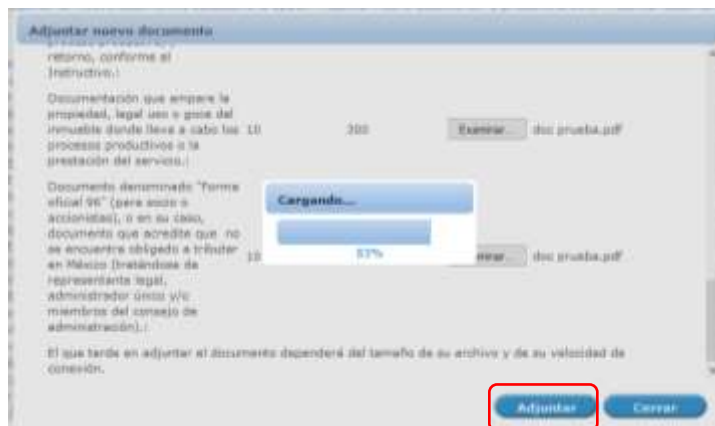 Adjuntar nuevo documento
retorno, conforme al
Instructivo.:
Documentación que ampare la
propiedad, legal uso o goce del
inmueble donde lleva a cabo los 10 200 Examinar... doc prueba.pdf
procesos productivos o la
prestación del servicio.:
Documento denominado "Forma
oficial 96" (para socio o
accionistas), o en su caso,
documento que acredite que no
se encuentra obligado a tributar
en México (tratándose de 10 doc prueba.pdf
representante legal,
administrador único y/o
miembros del consejo de
administración).:
Cargando...
El que tarde en adjuntar el documento dependerá del tamaño de su archivo y de su velocidad de
conexión.
Adjuntar Cerrar